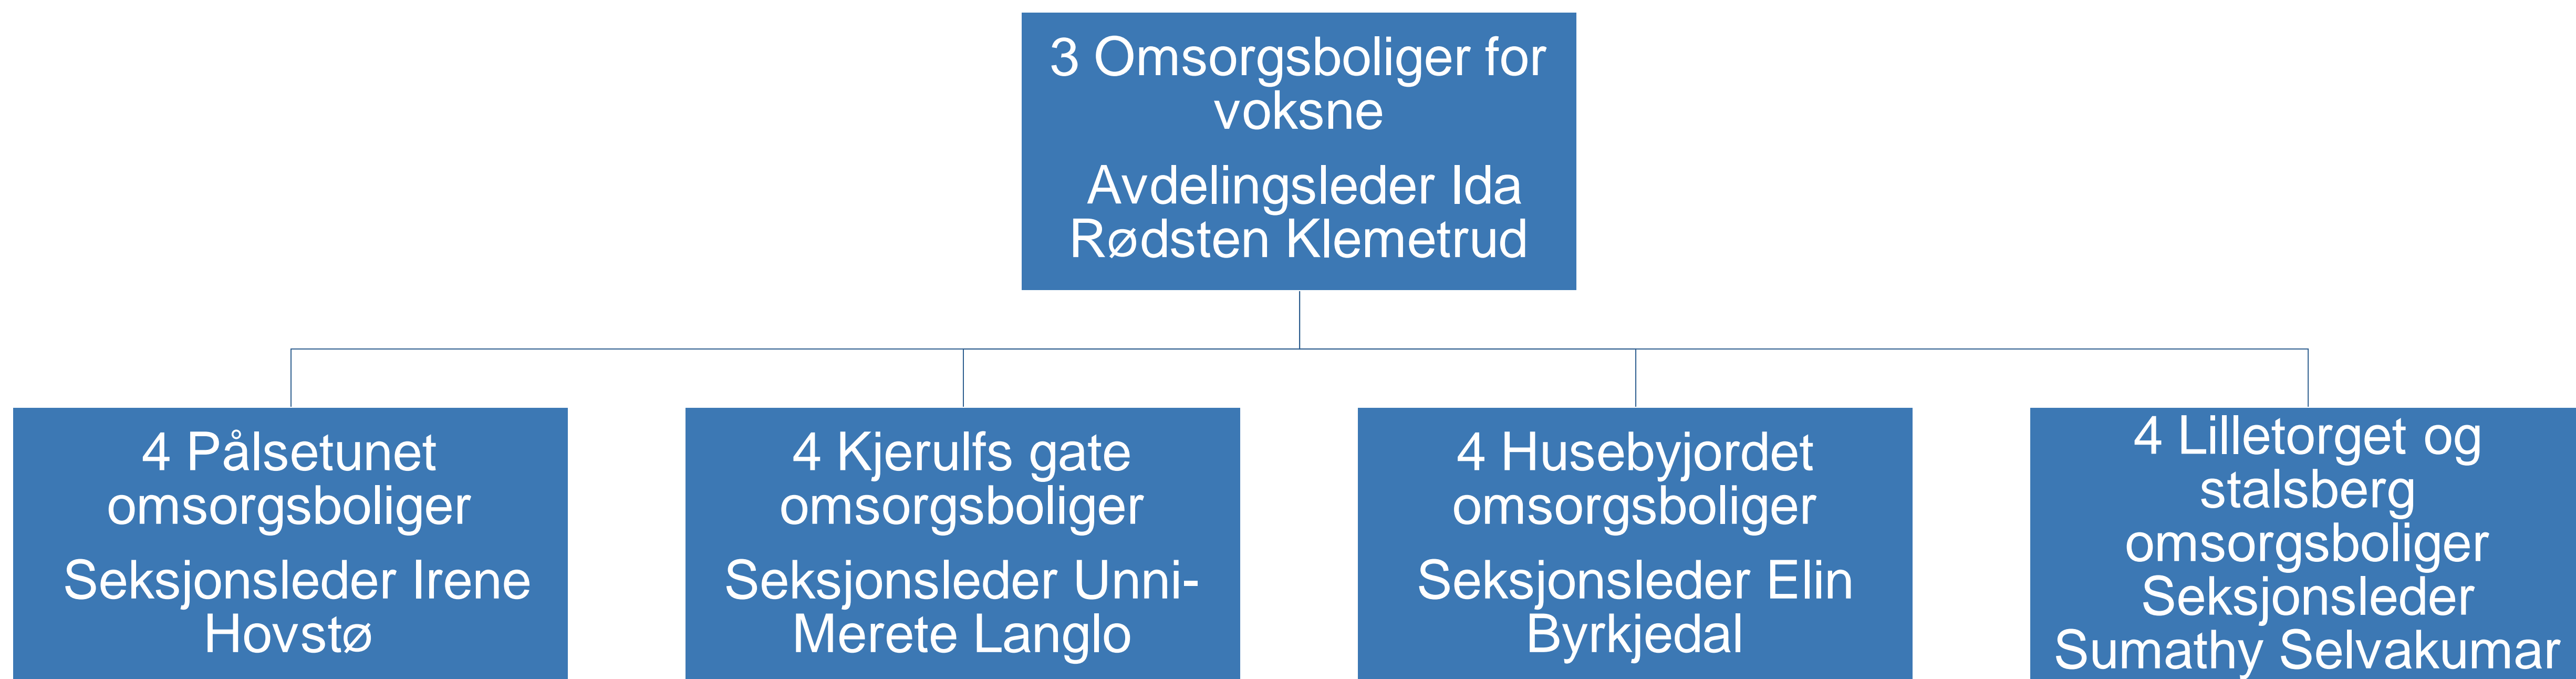 3 Omsorgsboliger for
voksne
Avdelingsleder Ida
Rødsten Klemetrud
4 Pålsetunet
omsorgsboliger
Seksjonsleder Irene
Hovstø
4 Kjerulfs gate
omsorgsboliger
Seksjonsleder Unni-
Merete Langlo
4 Husebyjordet
omsorgsboliger
Seksjonsleder Elin
Byrkjedal
4 Lilletorget og
stalsberg
omsorgsboliger
Seksjonsleder
Sumathy Selvakumar